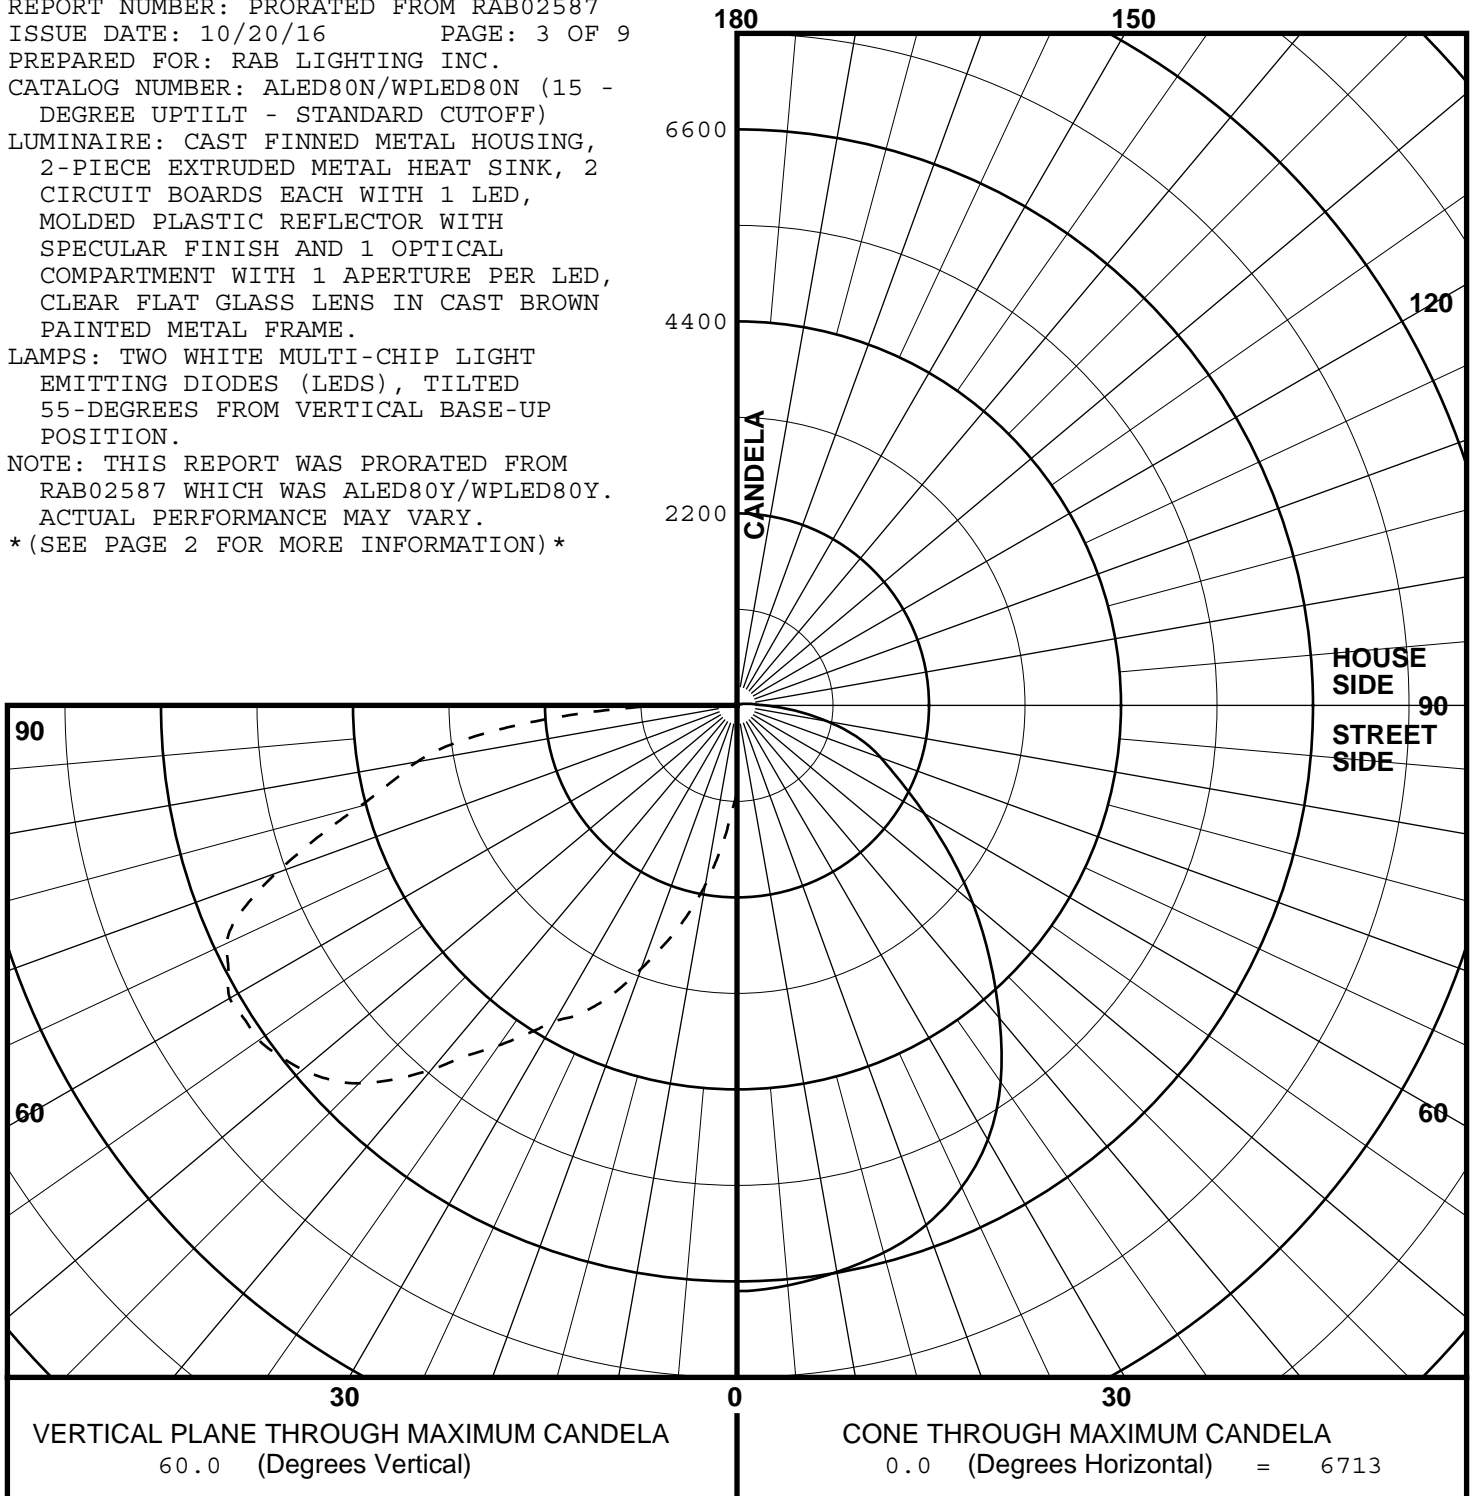 REPORT NUMBER: PRORATED FROM RAB02587
ISSUE DATE: 10/20/16 PAGE: 3 OF 9
PREPARED FOR: RAB LIGHTING INC.
CATALOG NUMBER: ALED80N/WPLED80N (15 -
DEGREE UPTILT - STANDARD CUTOFF)
LUMINAIRE: CAST FINNED METAL HOUSING,
2-PIECE EXTRUDED METAL HEAT SINK, 2
CIRCUIT BOARDS EACH WITH 1 LED,
MOLDED PLASTIC REFLECTOR WITH
SPECULAR FINISH AND 1 OPTICAL
COMPARTMENT WITH 1 APERTURE PER LED,
CLEAR FLAT GLASS LENS IN CAST BROWN
PAINTED METAL FRAME.
LAMPS: TWO WHITE MULTI-CHIP LIGHT
EMITTING DIODES (LEDS), TILTED
55-DEGREES FROM VERTICAL BASE-UP
POSITION.
NOTE: THIS REPORT WAS PRORATED FROM
RAB02587 WHICH WAS ALED80Y/WPLED80Y.
ACTUAL PERFORMANCE MAY VARY.
*(SEE PAGE 2 FOR MORE INFORMATION)*
180
150
6600
120
4400
CANDELA
2200
HOUSE
SIDE
90
STREET
SIDE
90
60
60
30
0
30
VERTICAL PLANE THROUGH MAXIMUM CANDELA
60.0 (Degrees Vertical)
CONE THROUGH MAXIMUM CANDELA
0.0 (Degrees Horizontal) = 6713